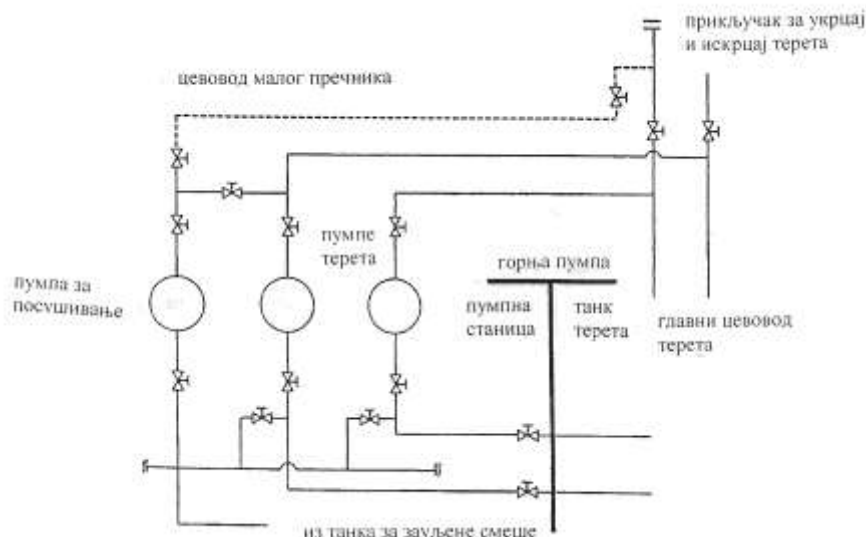 прикључак за укрцај
и искрцај терета
цевовод малог пречника
пумпе
терета
горња пумпа
пумпа за
посушивање
пумпна
станица
танк
терета
главни цевовод
терета
из танка за зауљене смеше